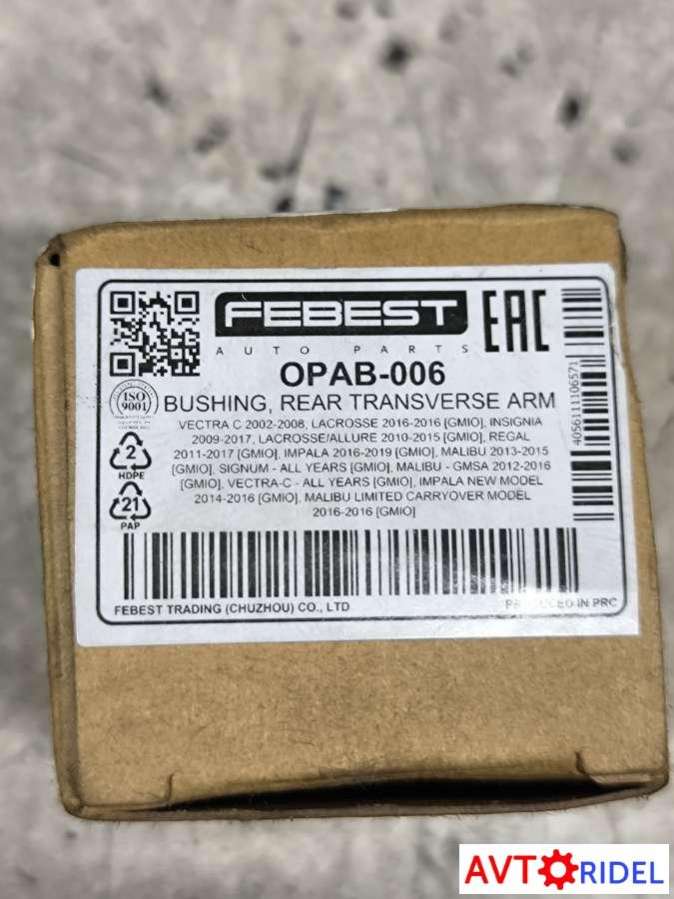 FEBEST
AUTO PARTS
EAC
OPAB-006
BUSHING, REAR TRANSVERSE ARM
VECTRA C 2002-2008, LACROSSE 2016-2016 [GMIO], INSIGNIA
2009-2017, LACROSSE/ALLURE 2010-2015 [GMIO], REGAL
2011-2017 [GMIO], IMPALA 2016-2019 [GMIO], MALIBU 2013-2015
[GMIO], SIGNUM - ALL YEARS [GMIO], MALIBU - GMSA 2012-2016
[GMIO], VECTRA-C - ALL YEARS [GMIO], IMPALA NEW MODEL
2014-2016 [GMIO], MALIBU LIMITED CARRYOVER MODEL
2016-2016 [GMIO]
ISO
9001
2
HDPE
21
PAP
4056111106571
FEBEST TRADING (CHUZHOU) CO., LTD
PRODUCED IN PRC
AVTORIDEL